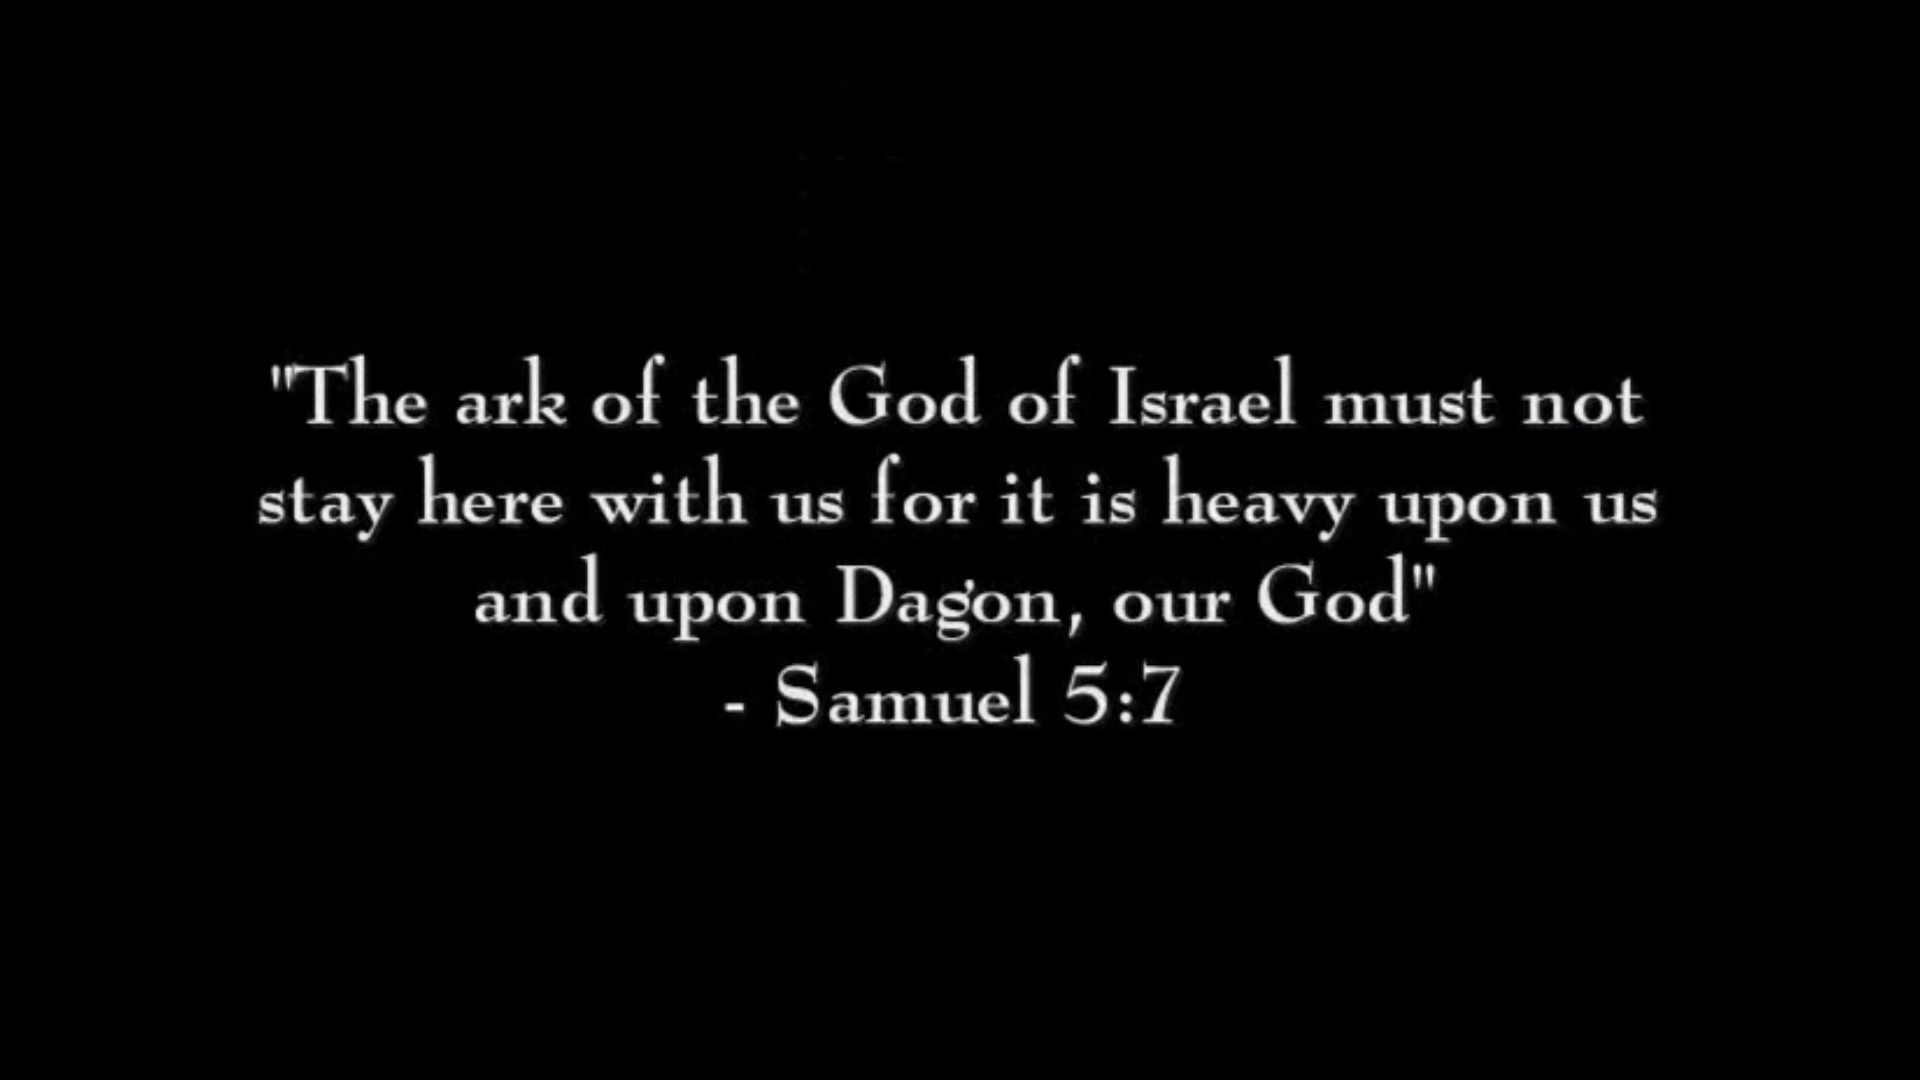 "The ark of the God of Israel must not
stay here with us for it is heavy upon us
and upon Dagon, our God"
- Samuel 5:7